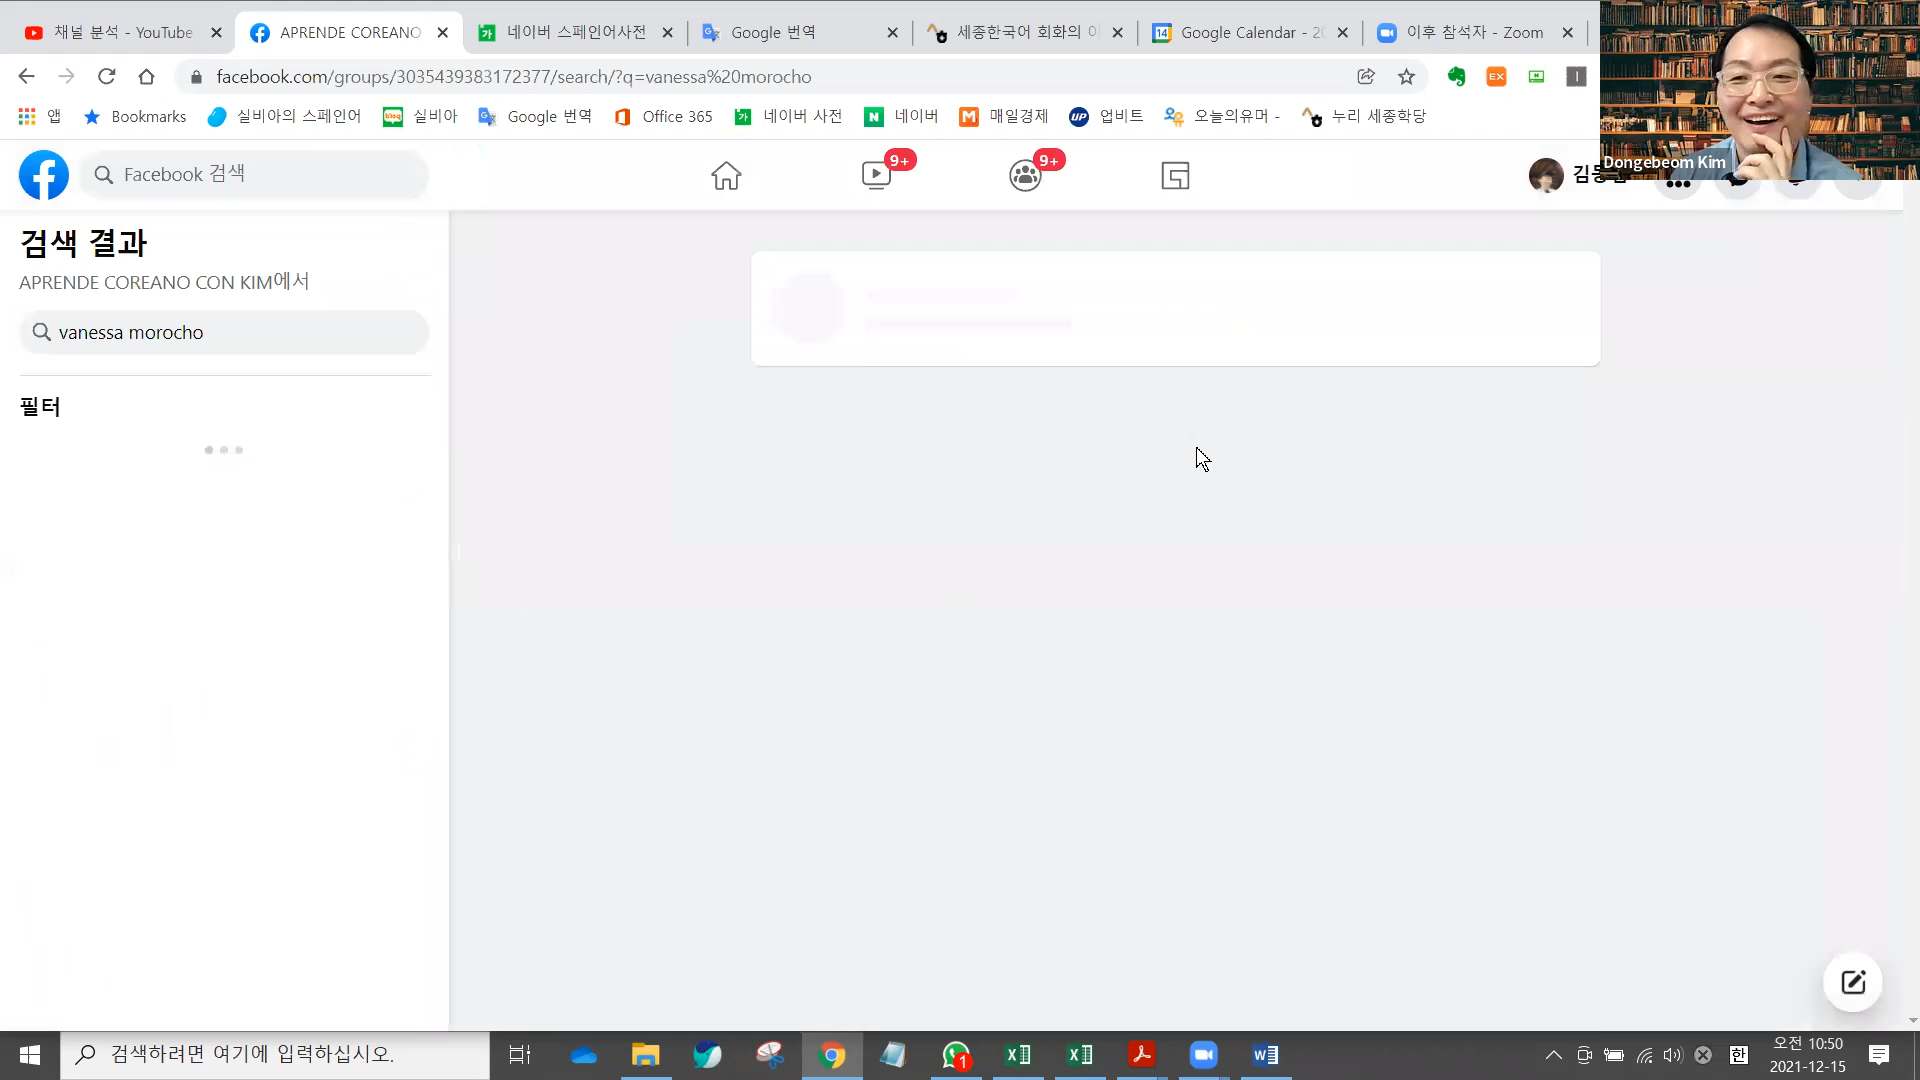 채널 분석 - YouTube
APRENDE COREANO
네이버 스페인어사전
Google 번역
세종한국어 회화의 이
Google Calendar - 20
이후 참석자 - Zoom
facebook.com/groups/3035439383172377/search/?q=vanessa%20morocho
앱
Bookmarks
실비아의 스페인어
실비아
Google 번역
Office 365
네이버 사전
네이버
매일경제
업비트
오늘의유머 -
누리 세종학당
Dongebeom Kim
Facebook 검색
9+
9+
검색 결과
APRENDE COREANO CON KIM에서
vanessa morocho
필터
검색하려면 여기에 입력하십시오.
1
한
오전 10:50
2021-12-15